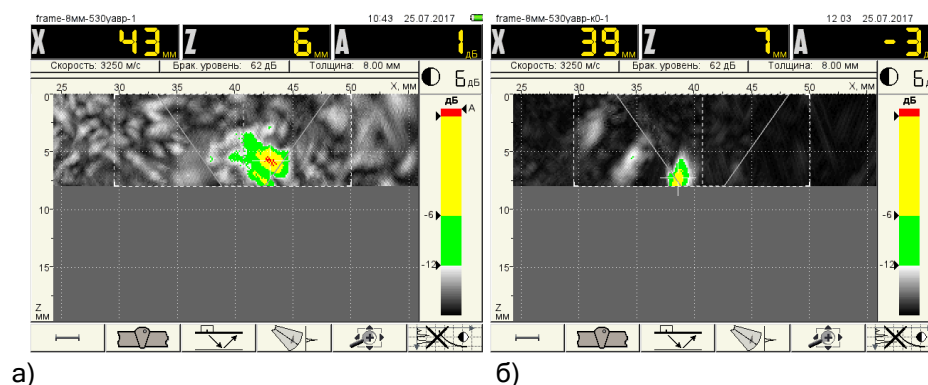 frame-8мм-530уавр-1 10:43 25.07.2017
X 43 мм Z 6 мм A 1 дБ
Скорость: 3250 м/с Брак. уровень: 62 дБ Толщина: 8.00 мм
6 дБ
25 30 35 40 45 50 X, мм
0
5
10
15
Z
мм
дБ
A
-6
-12
а)
frame-8мм-530уавр-к0-1 12 03 25.07.2017
X 39 мм Z 7 мм A -3
Скорость: 3250 м/с Брак. уровень: 62 дБ Толщина: 8.00 мм
6 дБ
25 30 35 40 45 50 X, мм
0
5
10
15
Z
мм
дБ
-6
-12
б)